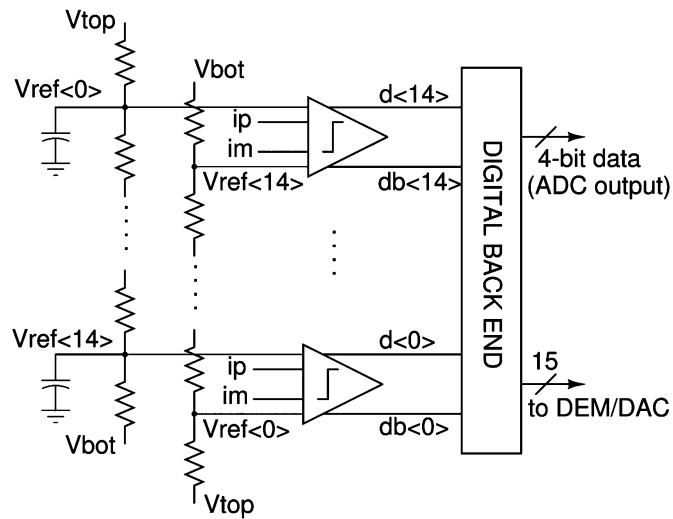 Vtop
Vbot
Vref<0>
d<14>
ip
im
Vref<14>
db<14>
DIGITAL BACK END
4-bit data
(ADC output)
Vref<14>
d<0>
ip
im
Vref<0>
db<0>
15
to DEM/DAC
Vbot
Vtop